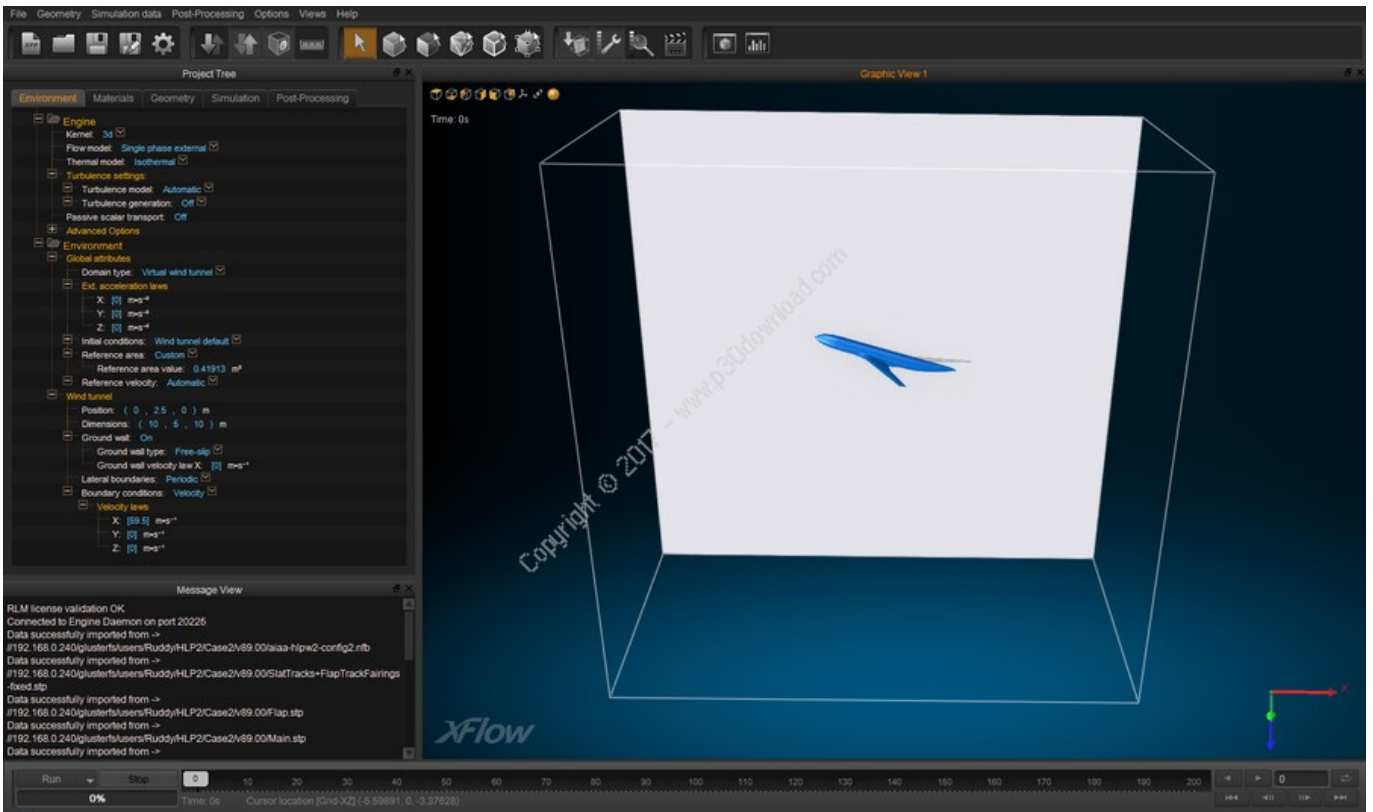 File Geometry Simulation data Post-Processing Options Views Help
Project Tree
Environment Materials Geometry Simulation Post-Processing
Engine
Kernel: 3d
Flow model: Single phase external
Thermal model: Isothermal
Turbulence settings:
Turbulence model: Automatic
Turbulence generation: Off
Passive scalar transport: Off
Advanced Options
Environment
Global attributes
Domain type: Virtual wind tunnel
Ext. acceleration laws
X: [0] m•s⁻²
Y: [0] m•s⁻²
Z: [0] m•s⁻²
Initial conditions: Wind tunnel default
Reference area: Custom
Reference area value: 0.41913 m²
Reference velocity: Automatic
Wind tunnel
Position: ( 0 , 2.5 , 0 ) m
Dimensions: ( 10 , 5 , 10 ) m
Ground wall: On
Ground wall type: Free-slip
Ground wall velocity law X: [0] m•s⁻¹
Lateral boundaries: Periodic
Boundary conditions: Velocity
Velocity laws
X: [59.5] m•s⁻¹
Y: [0] m•s⁻¹
Z: [0] m•s⁻¹
Message View
RLM license validation OK
Connected to Engine Daemon on port 20225
Data successfully imported from ->
//192.168.0.240/glusterfs/users/Ruddy/HLP2/Case2/v89.00/aiaa-hlpw2-config2.nfb
Data successfully imported from ->
//192.168.0.240/glusterfs/users/Ruddy/HLP2/Case2/v89.00/SlatTracks+FlapTrackFairings
-fixed.stp
Data successfully imported from ->
//192.168.0.240/glusterfs/users/Ruddy/HLP2/Case2/v89.00/Flap.stp
Data successfully imported from ->
//192.168.0.240/glusterfs/users/Ruddy/HLP2/Case2/v89.00/Main.stp
Data successfully imported from ->
Graphic View 1
Time: 0s
Copyright © 2017 - www.p30download.com
XFlow
X
Run Stop
0%
0 10 20 30 40 50 60 70 80 90 100 110 120 130 140 150 160 170 180 190 200
0
Time: 0s Cursor location [Grid-XZ] (-6.59891, 0, -3.37628)